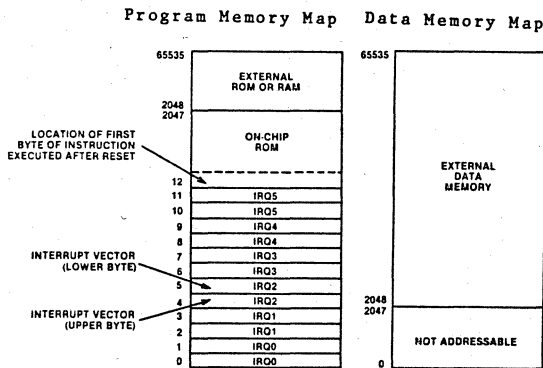 Program Memory Map
Data Memory Map
65535
EXTERNAL
ROM OR RAM
2048
2047
ON-CHIP
ROM
LOCATION OF FIRST
BYTE OF INSTRUCTION
EXECUTED AFTER RESET
12
11 IRQ5
10 IRQ5
9 IRQ4
8 IRQ4
7 IRQ3
6 IRQ3
INTERRUPT VECTOR
(LOWER BYTE)
5 IRQ2
4 IRQ2
INTERRUPT VECTOR
(UPPER BYTE)
3 IRQ1
2 IRQ1
1 IRQ0
0 IRQ0
65535
EXTERNAL
DATA
MEMORY
2048
2047
NOT ADDRESSABLE
0